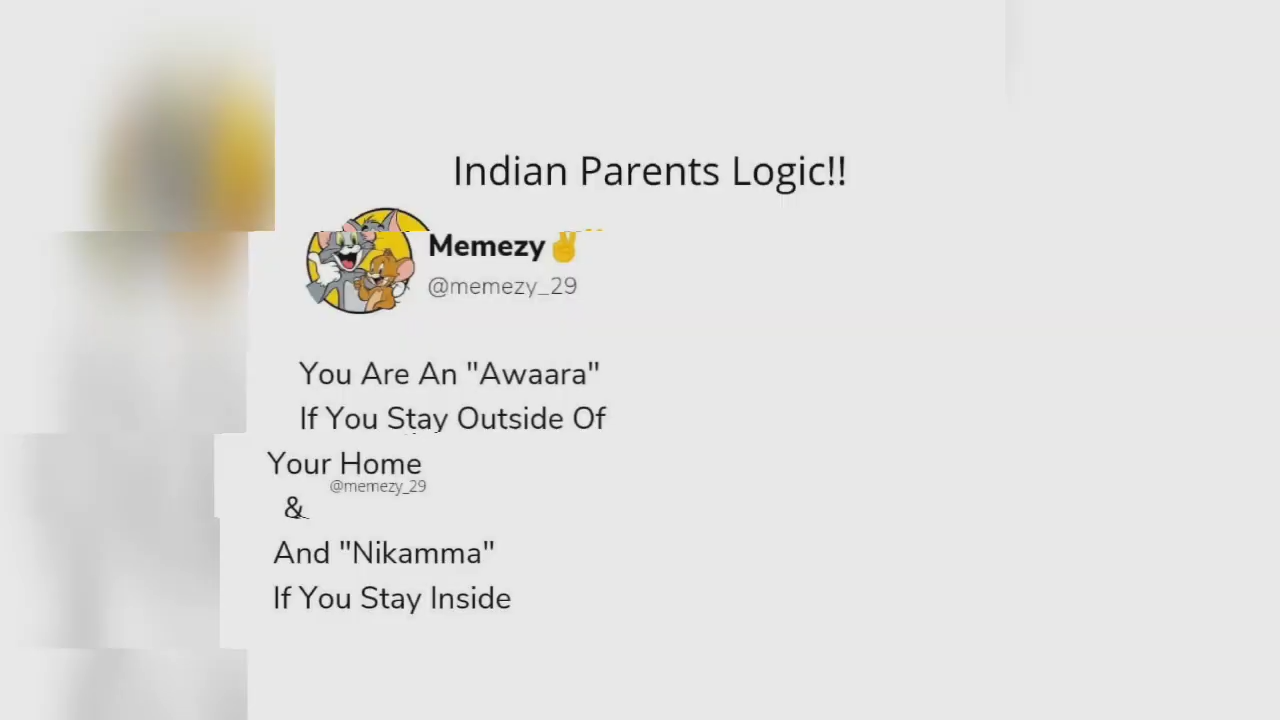 Indian Parents Logic!!
Memezy✌
@memezy_29
You Are An "Awaara"
If You Stay Outside Of
Your Home
@memezy_29
&
And "Nikamma"
If You Stay Inside